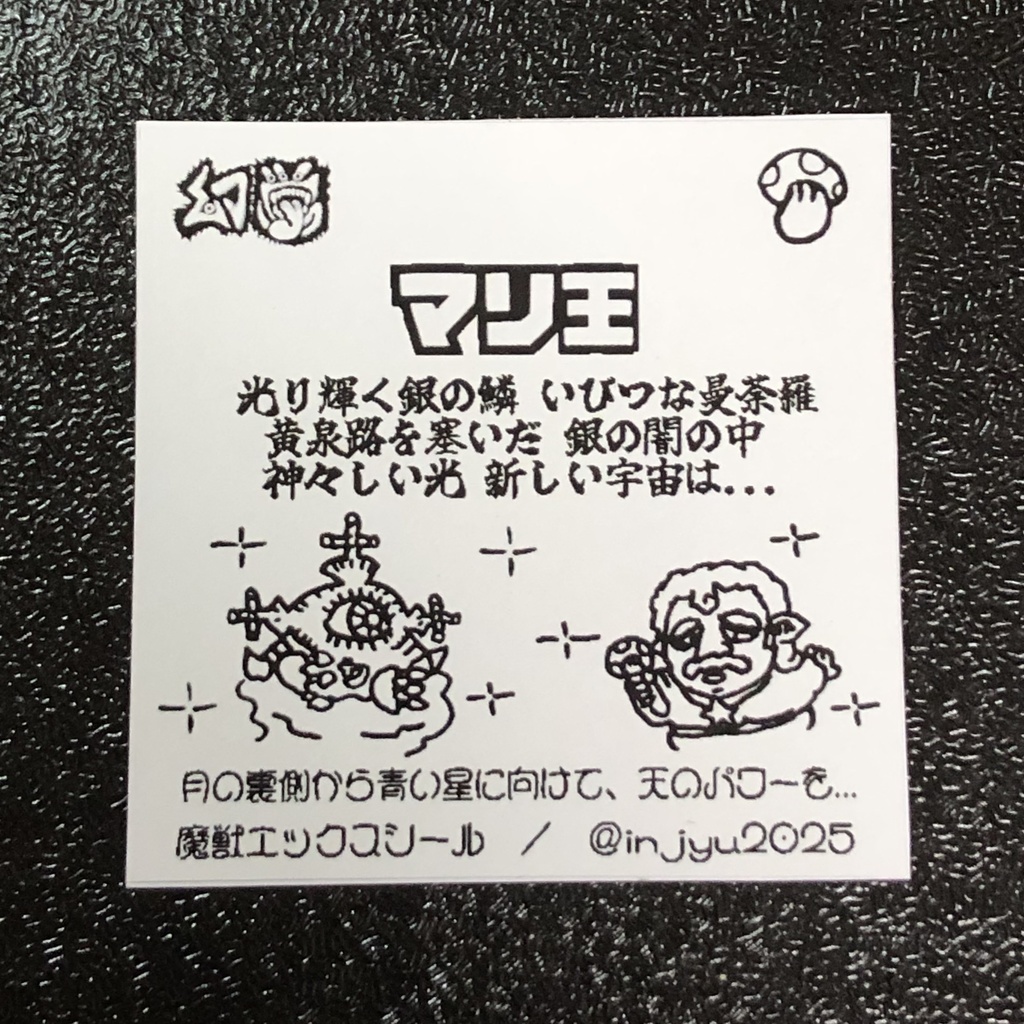 幻
マリ王
光り輝く銀の鱗 いびつな曼荼羅
黄泉路を塞いだ 銀の闇の中
神々しい光 新しい宇宙は...
月の裏側から青い星に向けて、天のパワーを...
魔獣エックスシール / @in_jyu2025